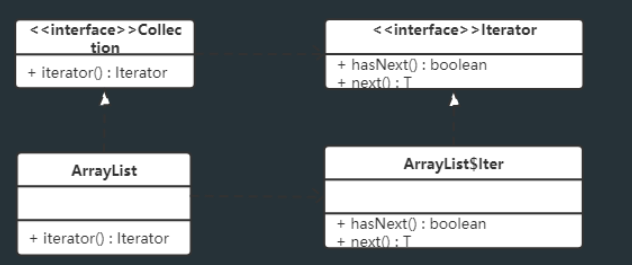 <<interface>>Collec
tion
+ iterator() : Iterator
<<interface>>Iterator
+ hasNext() : boolean
+ next() : T
ArrayList
+ iterator() : Iterator
ArrayList$Iter
+ hasNext() : boolean
+ next() : T